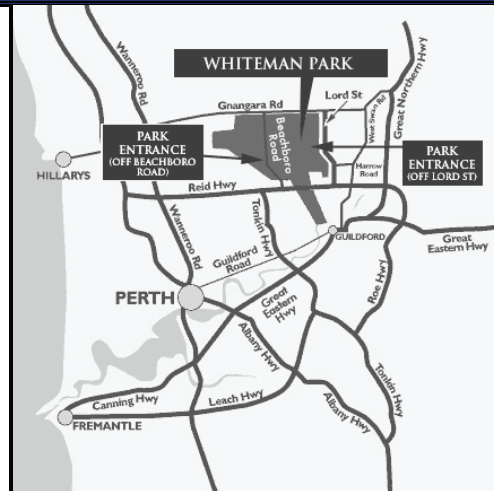 Wanneroo Rd
WHITEMAN PARK
Great Northern Hwy
Lord St
West Swan Rd
Gnangara Rd
PARK
ENTRANCE
(OFF BEACHBORO
ROAD)
Beachboro
Road
PARK
ENTRANCE
(OFF LORD ST)
HILLARYS
Harrow
Road
Reid Hwy
Wanneroo Rd
Tonkin Hwy
GUILDFORD
Great
Eastern Hwy
Guildford
Road
Roe Hwy
PERTH
Great
Eastern
Hwy
Albany Hwy
Tonkin
Hwy
Canning Hwy
Leach Hwy
Albany Hwy
FREMANTLE